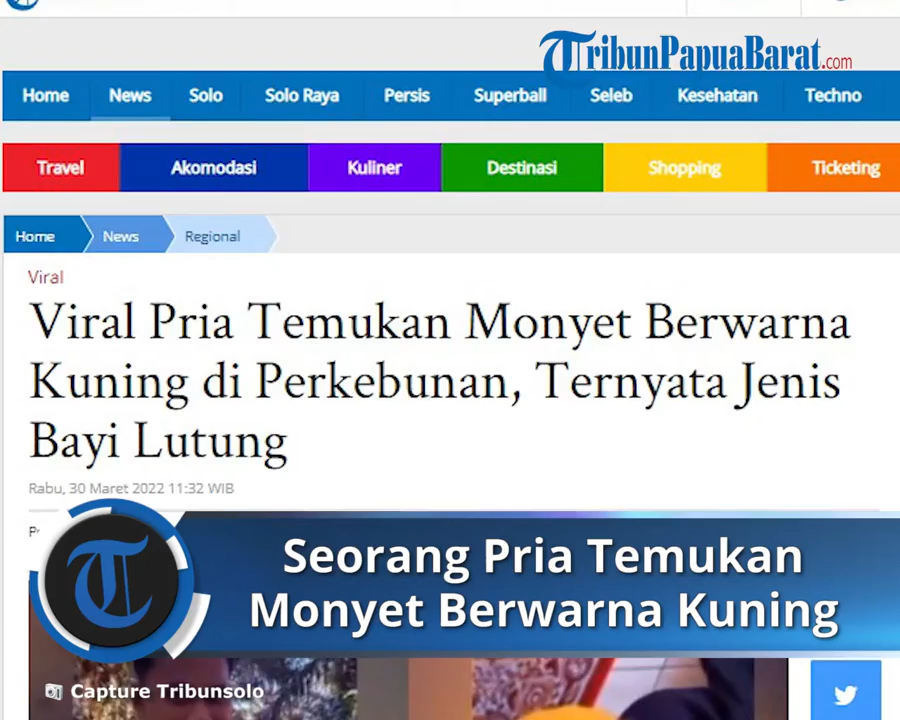 TribunPapuaBarat.com
Home News Solo Solo Raya Persis Superball Seleb Kesehatan Techno
Travel Akomodasi Kuliner Destinasi Shopping Ticketing
Home News Regional
Viral
Viral Pria Temukan Monyet Berwarna
Kuning di Perkebunan, Ternyata Jenis
Bayi Lutung
Rabu, 30 Maret 2022 11:32 WIB
Seorang Pria Temukan
Monyet Berwarna Kuning
Capture Tribunsolo